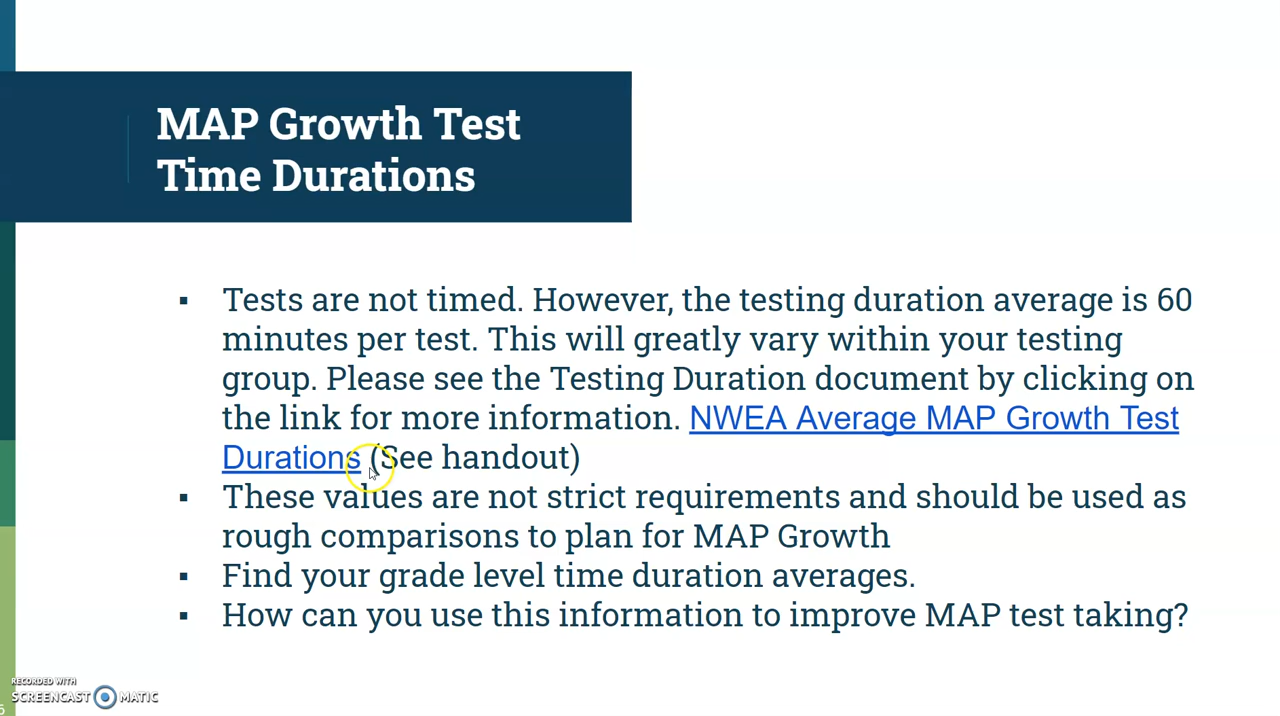 MAP Growth Test
Time Durations
▪ Tests are not timed. However, the testing duration average is 60
minutes per test. This will greatly vary within your testing
group. Please see the Testing Duration document by clicking on
the link for more information. NWEA Average MAP Growth Test
Durations (See handout)
▪ These values are not strict requirements and should be used as
rough comparisons to plan for MAP Growth
▪ Find your grade level time duration averages.
▪ How can you use this information to improve MAP test taking?
RECORDED WITH
SCREENCAST MATIC